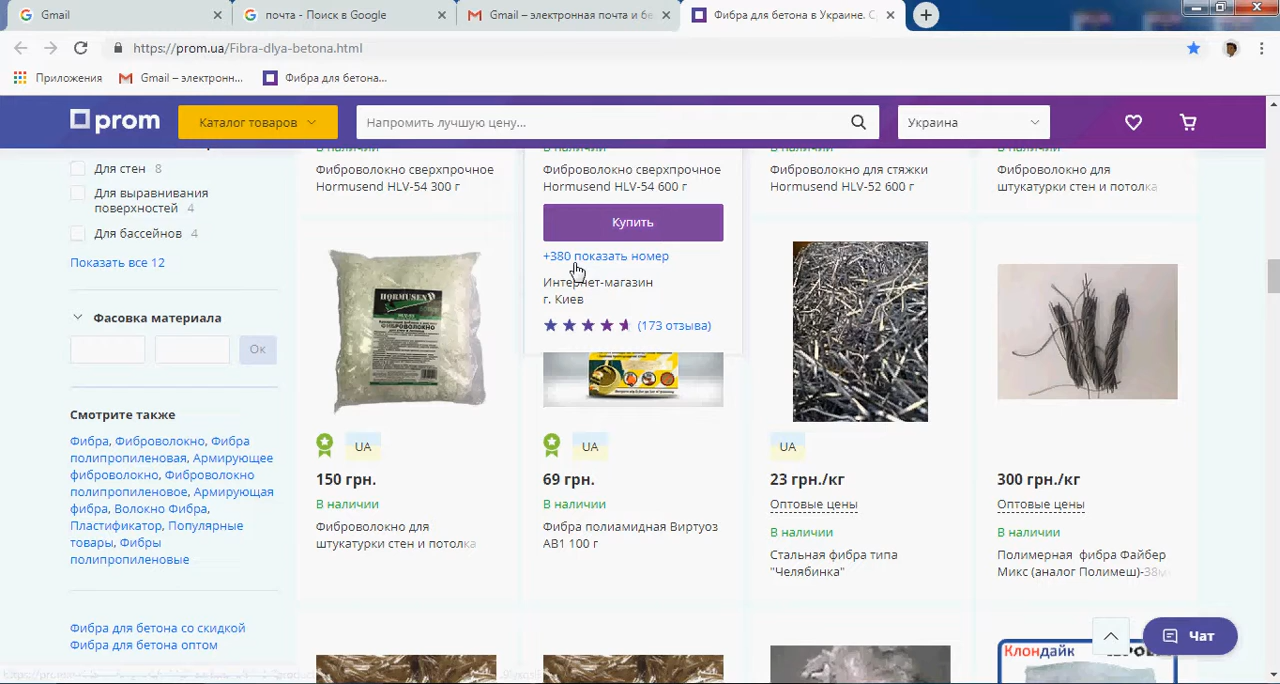 Gmail
почта - Поиск в Google
Gmail – электронная почта и бе
Фибра для бетона в Украине. С
https://prom.ua/Fibra-dlya-betona.html
Приложения
Gmail – электронн...
Фибра для бетона...
prom
Каталог товаров
Напромить лучшую цену...
Украина
Для стен 8
Для выравнивания
поверхностей 4
Для бассейнов 4
Показать все 12
Фасовка материала
Ок
Смотрите также
Фибра, Фиброволокно, Фибра
полипропиленовая, Армирующее
фиброволокно, Фиброволокно
полипропиленовое, Армирующая
фибра, Волокно Фибра,
Пластификатор, Популярные
товары, Фибры
полипропиленовые
Фибра для бетона со скидкой
Фибра для бетона оптом
Фиброволокно сверхпрочное
Hormusend HLV-54 300 г
Фиброволокно сверхпрочное
Hormusend HLV-54 600 г
Купить
+380 показать номер
Интернет-магазин
г. Киев
(173 отзыва)
Фиброволокно для стяжки
Hormusend HLV-52 600 г
Фиброволокно для
штукатурки стен и потолка
HORMUSEND
ФИБРОВОЛОКНО
UA
150 грн.
В наличии
Фиброволокно для
штукатурки стен и потолка
UA
69 грн.
В наличии
Фибра полиамидная Виртуоз
АВ1 100 г
UA
23 грн./кг
Оптовые цены
В наличии
Стальная фибра типа
"Челябинка"
300 грн./кг
Оптовые цены
В наличии
Полимерная фибра Файбер
Микс (аналог Полимеш)-38м
Клондайк
Чат